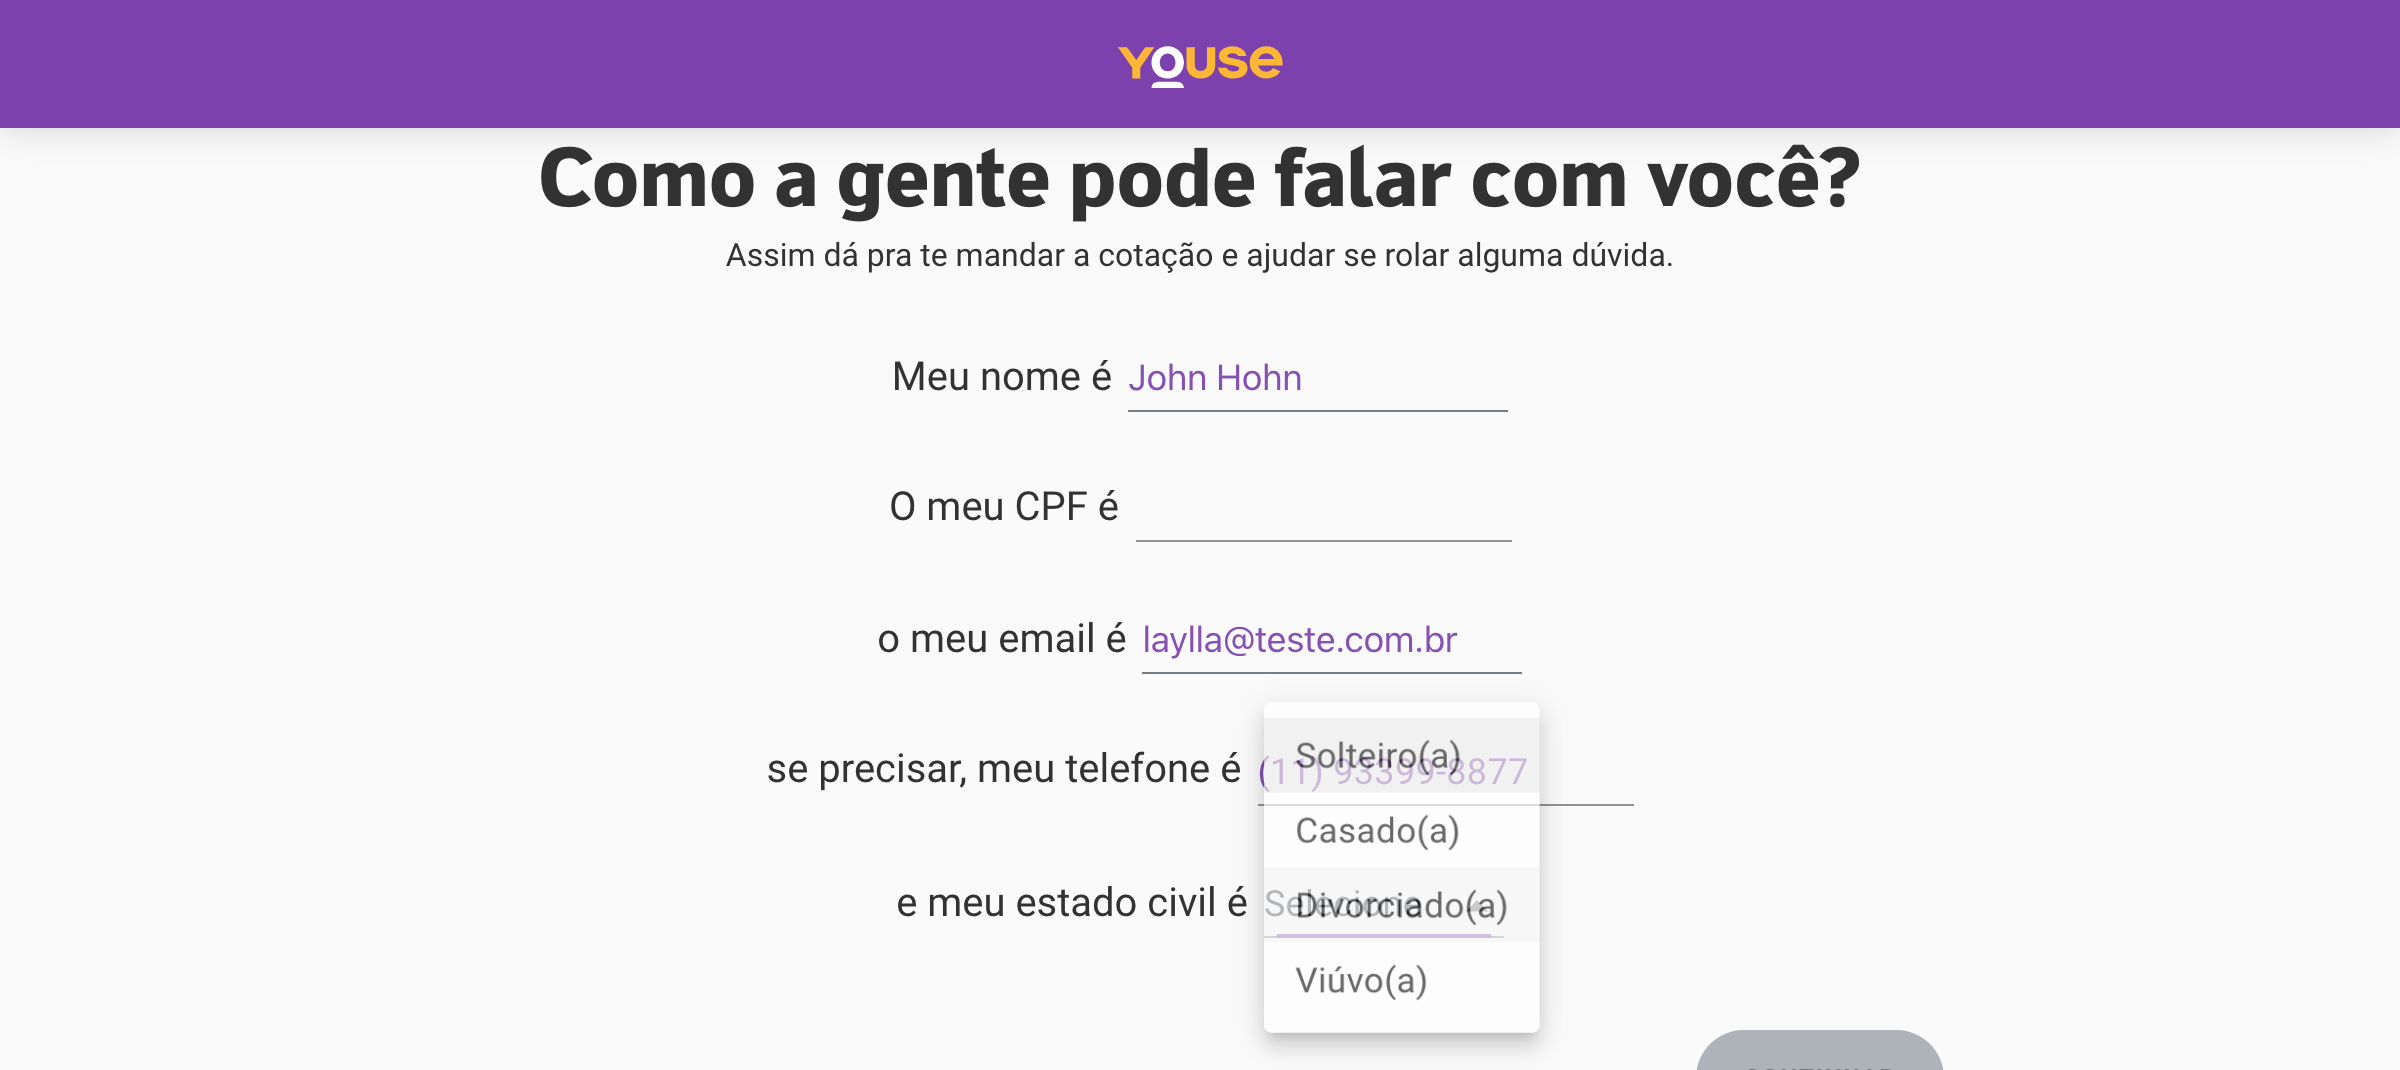 youse
Como a gente pode falar com você?
Assim dá pra te mandar a cotação e ajudar se rolar alguma dúvida.
Meu nome é John Hohn
O meu CPF é
o meu email é laylla@teste.com.br
se precisar, meu telefone é (11) 93399-8877
Solteiro(a)
Casado(a)
e meu estado civil é Selecione
Divorciado(a)
Viúvo(a)